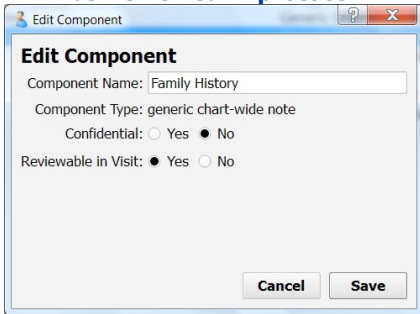 Edit Component
Edit Component
Component Name: Family History
Component Type: generic chart-wide note
Confidential: Yes No
Reviewable in Visit: Yes No
Cancel Save